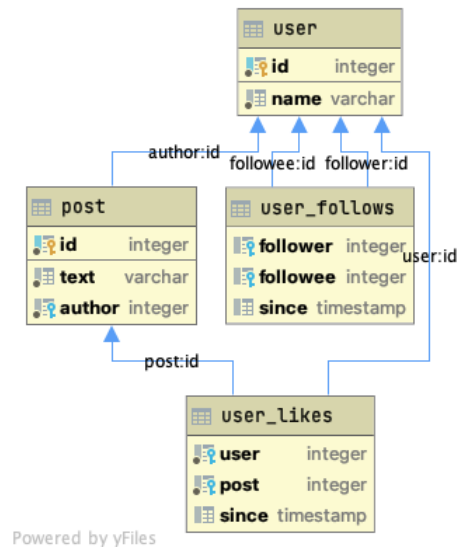 user
id integer
name varchar
author:id
followee:id
follower:id
post
id integer
text varchar
author integer
user_follows
follower integer
followee integer
since timestamp
user:id
post:id
user_likes
user integer
post integer
since timestamp
Powered by yFiles